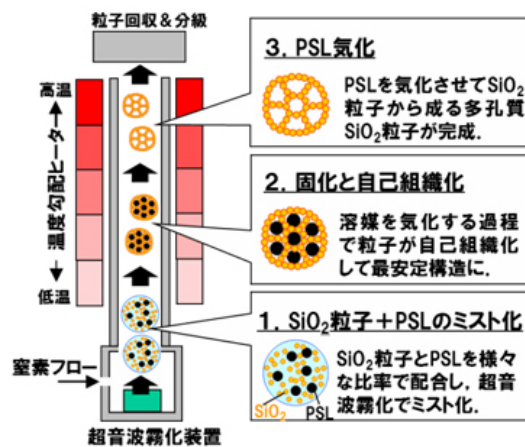 粒子回収＆分級
高温
温度勾配ヒーター
低温
窒素フロー
超音波霧化装置
3. PSL気化
PSLを気化させてSiO₂
粒子から成る多孔質
SiO₂粒子が完成.
2. 固化と自己組織化
溶媒を気化する過程
で粒子が自己組織化
して最安定構造に.
1. SiO₂粒子＋PSLのミスト化
SiO₂粒子とPSLを様々
な比率で配合し, 超音
波霧化でミスト化.
SiO₂
PSL